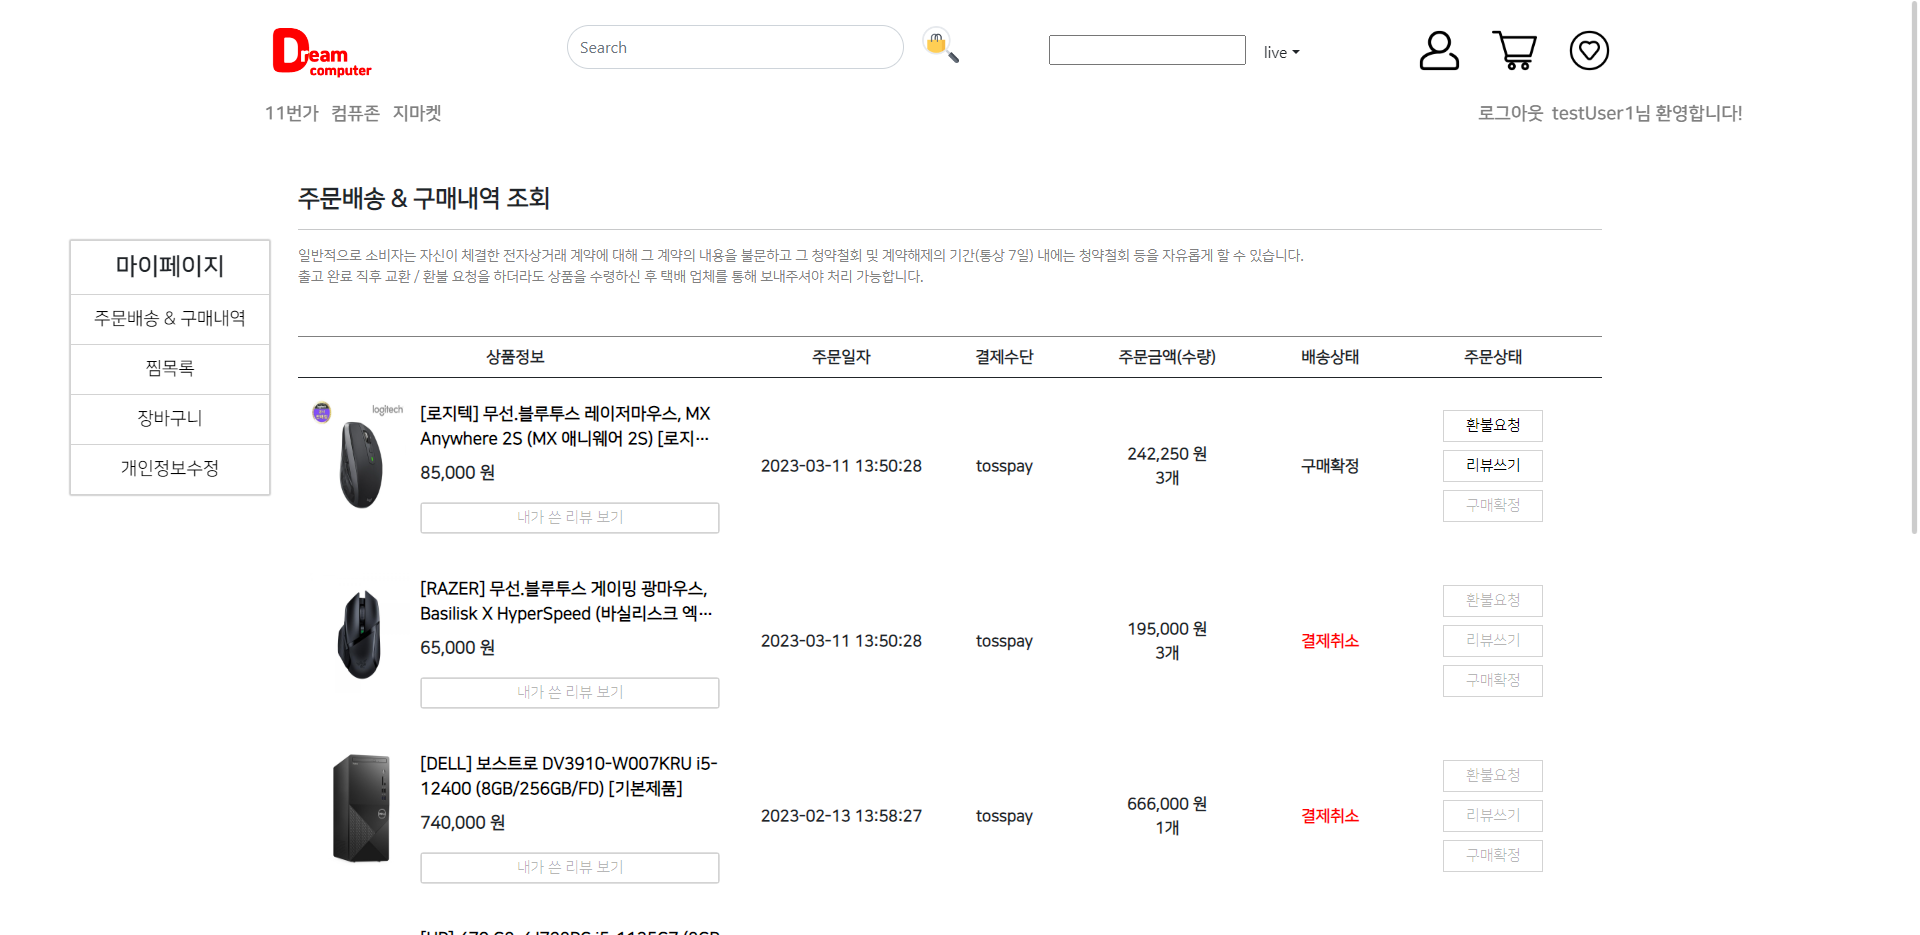 Dream
computer
Search
live
11번가 컴퓨존 지마켓
로그아웃 testUser1님 환영합니다!
주문배송 & 구매내역 조회
일반적으로 소비자는 자신이 체결한 전자상거래 계약에 대해 그 계약의 내용을 불문하고 그 청약철회 및 계약해제의 기간(통상 7일) 내에는 청약철회 등을 자유롭게 할 수 있습니다.
출고 완료 직후 교환 / 환불 요청을 하더라도 상품을 수령하신 후 택배 업체를 통해 보내주셔야 처리 가능합니다.
마이페이지
주문배송 & 구매내역
찜목록
장바구니
개인정보수정
상품정보 주문일자 결제수단 주문금액(수량) 배송상태 주문상태
logitech
[로지텍] 무선.블루투스 레이저마우스, MX
Anywhere 2S (MX 애니웨어 2S) [로지…
85,000 원
내가 쓴 리뷰 보기
2023-03-11 13:50:28
tosspay
242,250 원
3개
구매확정
환불요청
리뷰쓰기
구매확정
[RAZER] 무선.블루투스 게이밍 광마우스,
Basilisk X HyperSpeed (바실리스크 엑…
65,000 원
내가 쓴 리뷰 보기
2023-03-11 13:50:28
tosspay
195,000 원
3개
결제취소
환불요청
리뷰쓰기
구매확정
[DELL] 보스트로 DV3910-W007KRU i5-
12400 (8GB/256GB/FD) [기본제품]
740,000 원
내가 쓴 리뷰 보기
2023-02-13 13:58:27
tosspay
666,000 원
1개
결제취소
환불요청
리뷰쓰기
구매확정